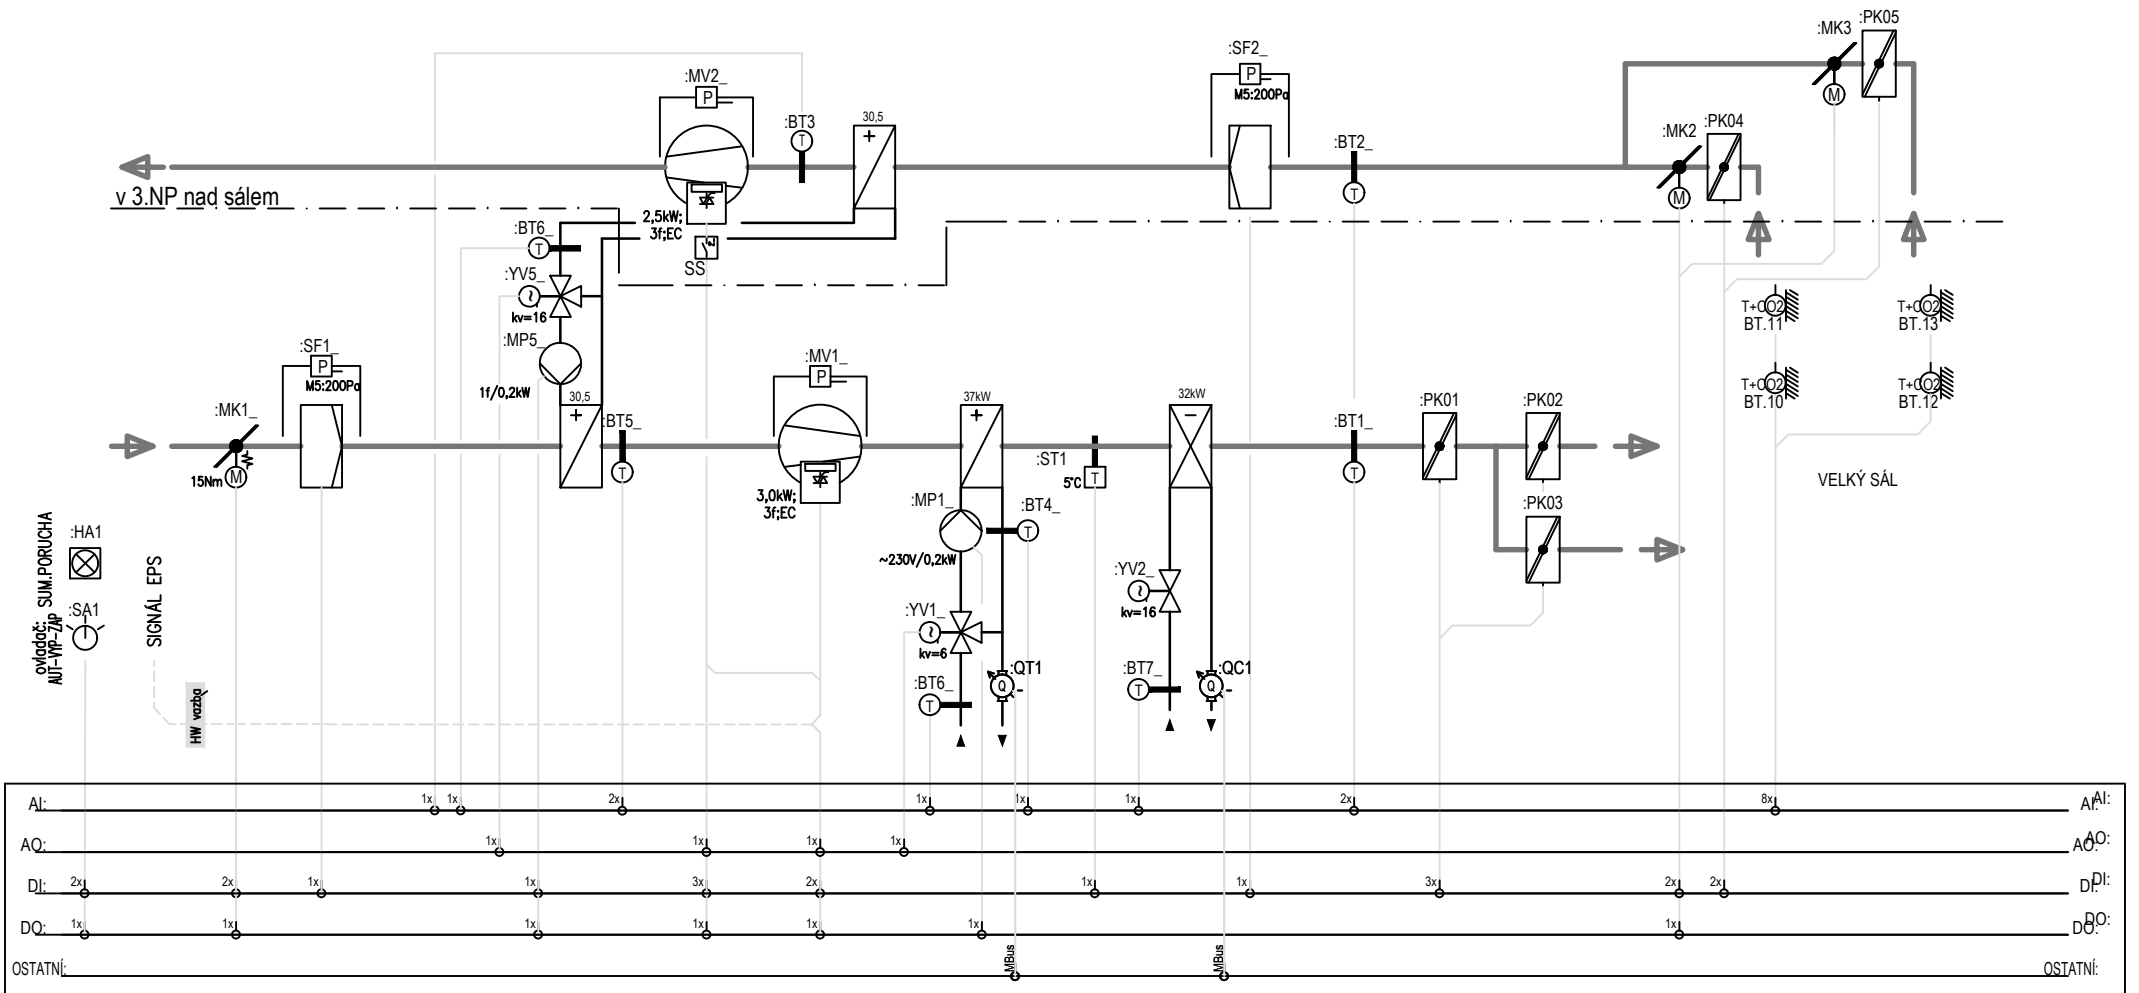 :MK3
:PK05
:SF2_
P
M5:200Pa
:MV2_
P
:BT3
T
30,5
+
:BT2_
T
:MK2
:PK04
M
M
v 3.NP nad sálem
2,5kW;
3f;EC
SS
:BT6_
T
:YV5_
~
kv=16
:MP5_
1f/0,2kW
30,5
+
:SF1_
P
M5:200Pa
:MK1_
15Nm
M
:BT5_
T
:MV1_
P
3,0kW;
3f;EC
37kW
+
:ST1
5°C
T
32kW
−
:BT1_
T
:PK01
:PK02
:PK03
T+CO2
BT.11
T+CO2
BT.13
T+CO2
BT.10
T+CO2
BT.12
VELKÝ SÁL
:MP1_
~230V/0,2kW
:BT4_
T
:YV1_
~
kv=6
:BT6_
T
:QT1
Q
:YV2_
~
kv=16
:BT7_
T
:QC1
Q
:HA1
SUM.PORUCHA
:SA1
ovladač:
AUT-VYP-ZAP
SIGNÁL EPS
HW vazba
AI: 1x 1x 2x 1x 1x 1x 2x 8x AI: AI:
AO: 1x 1x 1x 1x AO: AO:
DI: 2x 2x 1x 1x 3x 2x 1x 1x 3x 2x 2x DI: DI:
DO: 1x 1x 1x 1x 1x 1x 1x DO: DO:
OSTATNÍ: MBus MBus OSTATNÍ: